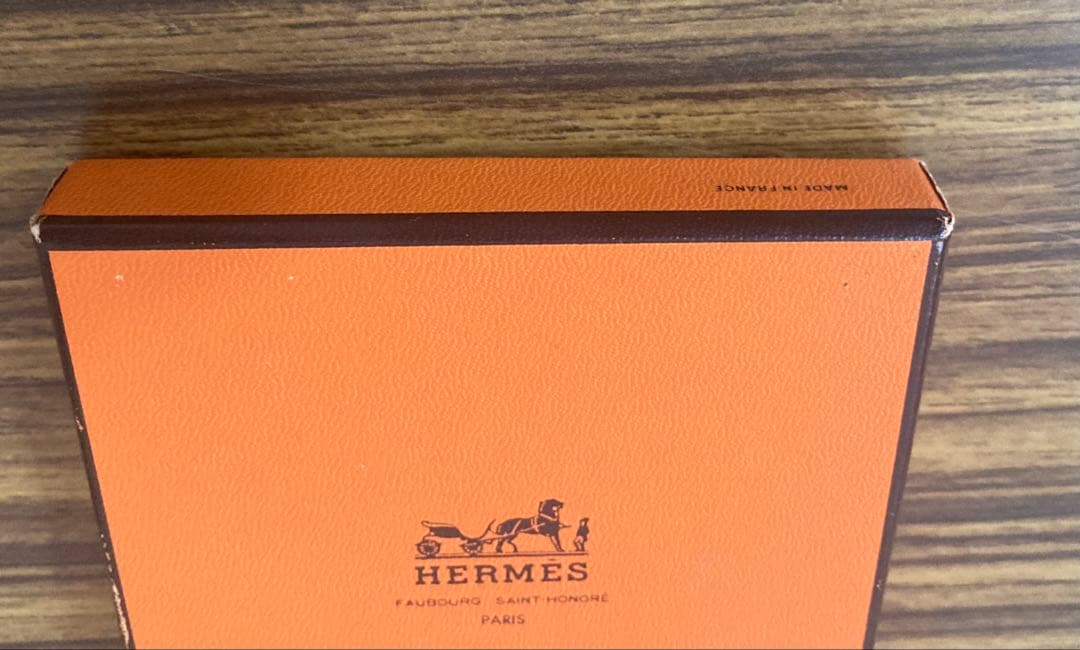 MADE IN FRANCE
HERMÈS
FAUBOURG SAINT-HONORÉ
PARIS